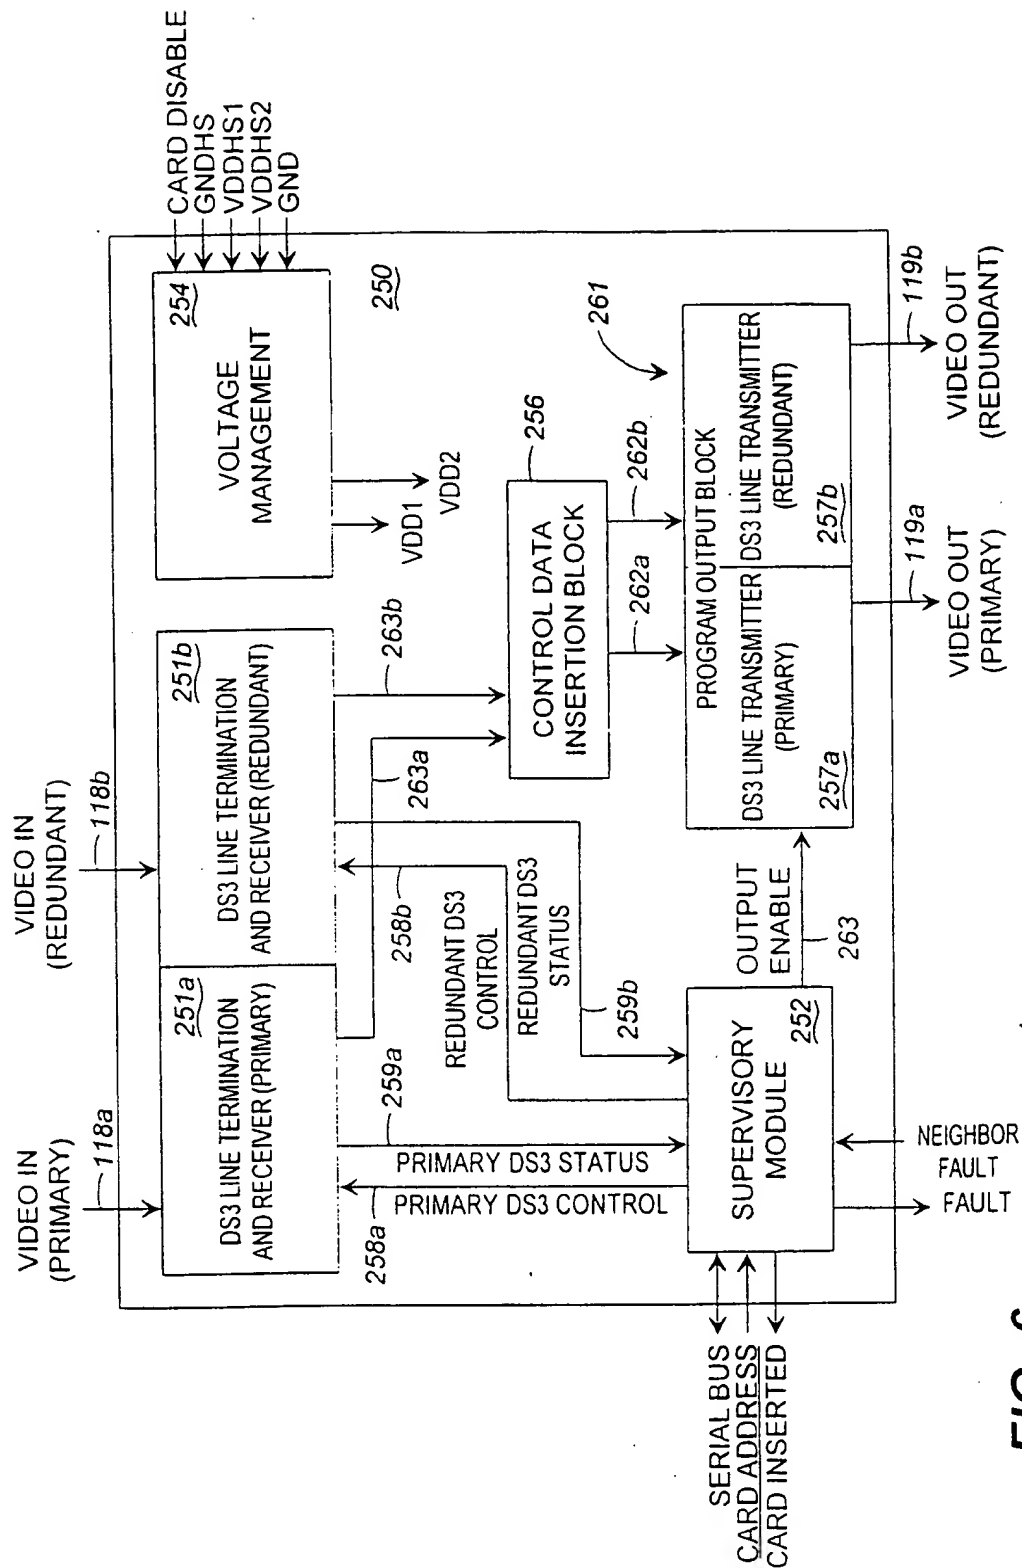 VIDEO IN
(PRIMARY)
118a
VIDEO IN
(REDUNDANT)
118b
251a
DS3 LINE TERMINATION
AND RECEIVER (PRIMARY)
251b
DS3 LINE TERMINATION
AND RECEIVER (REDUNDANT)
254
VOLTAGE
MANAGEMENT
CARD DISABLE
GNDHS
VDDHS1
VDDHS2
GND
VDD1
VDD2
250
263b
263a
256
CONTROL DATA
INSERTION BLOCK
262a
262b
261
PROGRAM OUTPUT BLOCK
DS3 LINE TRANSMITTER
(PRIMARY)
257a
DS3 LINE TRANSMITTER
(REDUNDANT)
257b
119a
VIDEO OUT
(PRIMARY)
119b
VIDEO OUT
(REDUNDANT)
258b
REDUNDANT DS3
CONTROL
REDUNDANT DS3
STATUS
259b
259a
PRIMARY DS3 STATUS
PRIMARY DS3 CONTROL
258a
OUTPUT
ENABLE
263
SUPERVISORY
MODULE
252
NEIGHBOR
FAULT
FAULT
SERIAL BUS
CARD ADDRESS
CARD INSERTED